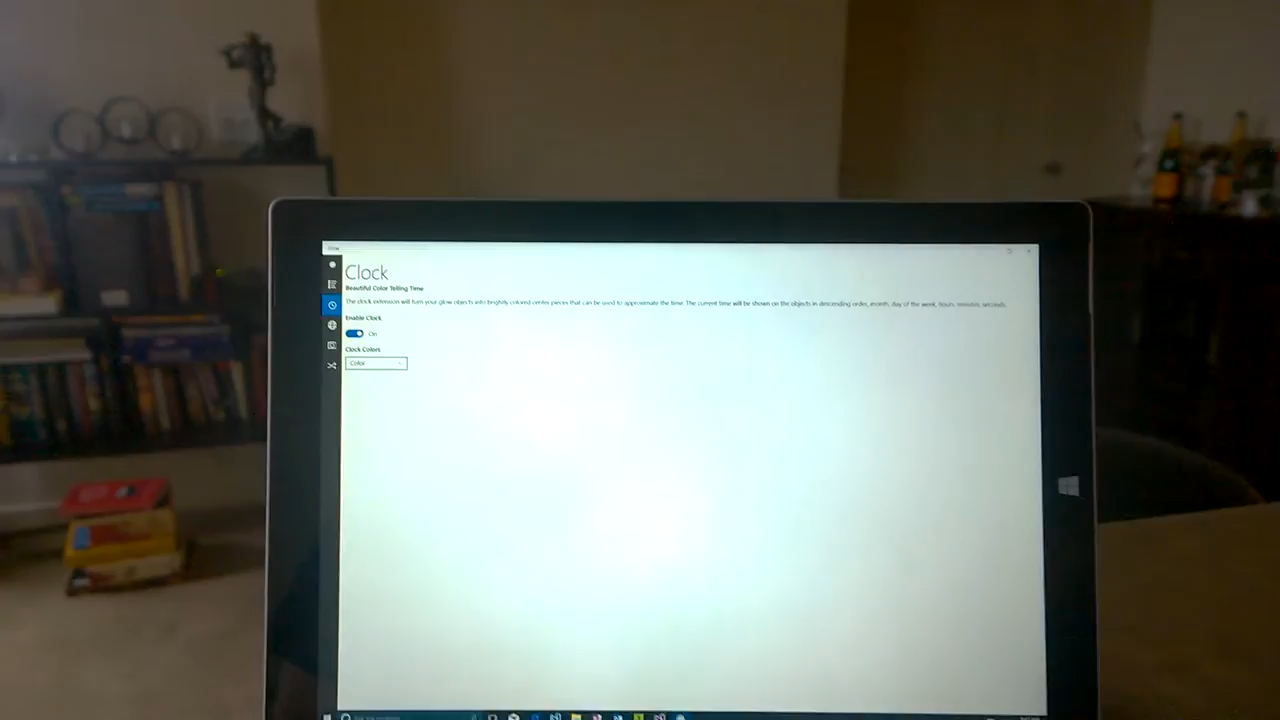 Glow
Clock
Beautiful Color Telling Time
The clock extension will turn your glow objects into brightly colored center pieces that can be used to approximate the time. The current time will be shown on the objects in descending order, month, day of the week, hours, minutes, seconds.
Enable Clock
On
Clock Colors
Color